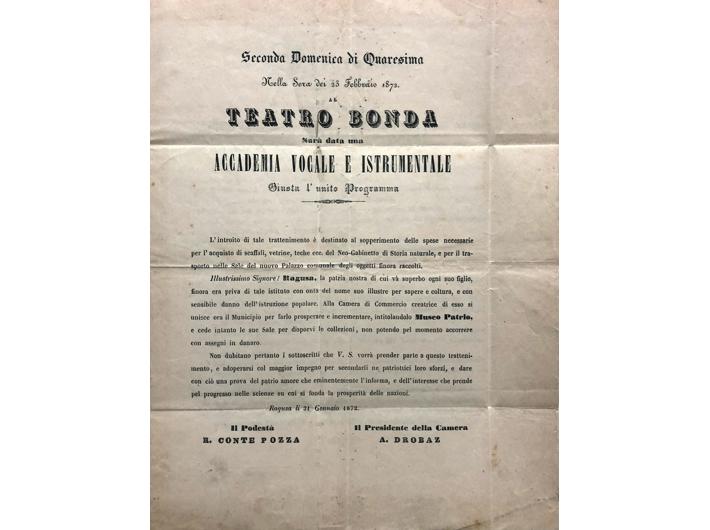 Seconda Domenica di Quaresima
Nella Sera dei 25 Febbraio 1872.
AL
TEATRO BONDA
Sarà data una
ACCADEMIA VOCALE E ISTRUMENTALE
Giusta l' unito Programma
L'introito di tale trattenimento è destinato al sopperimento delle spese necessarie
per l'acquisto di scaffali, vetrine, teche ecc. del Neo-Gabinetto di Storia naturale, e per il tra-
sporto nelle Sale del nuovo Palazzo comunale degli oggetti finora raccolti.
Illustrissimo Signore! Ragusa, la patria nostra di cui và superbo ogni suo figlio,
finora era priva di tale istituto con onta del nome suo illustre per sapere e coltura, e con
sensibile danno dell'istruzione popolare. Alla Camera di Commercio creatrice di esso si
unisce ora il Municipio per farlo prosperare e incrementare, intitolandolo Museo Patrio,
e cede intanto le sue Sale per disporvi le collezioni, non potendo pel momento accorrere
con assegni in danaro.
Non dubitano pertanto i sottoscritti che V. S. vorrà prender parte a questo tratteni-
mento, e adoperarsi col maggior impegno per secondarli ne' patriottici loro sforzi, e dare
con ciò una prova del patrio amore che eminentemente l'informa, e dell'interesse che prende
pel progresso nelle scienze su cui si fonda la prosperità delle nazioni.
Ragusa li 31 Gennaio 1872.
Il Podestà
R. CONTE POZZA
Il Presidente della Camera
A. DROBAZ